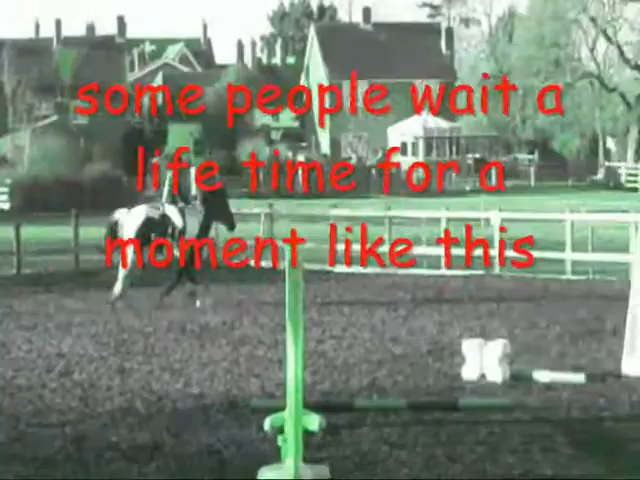 some people wait a
life time for a
moment like this